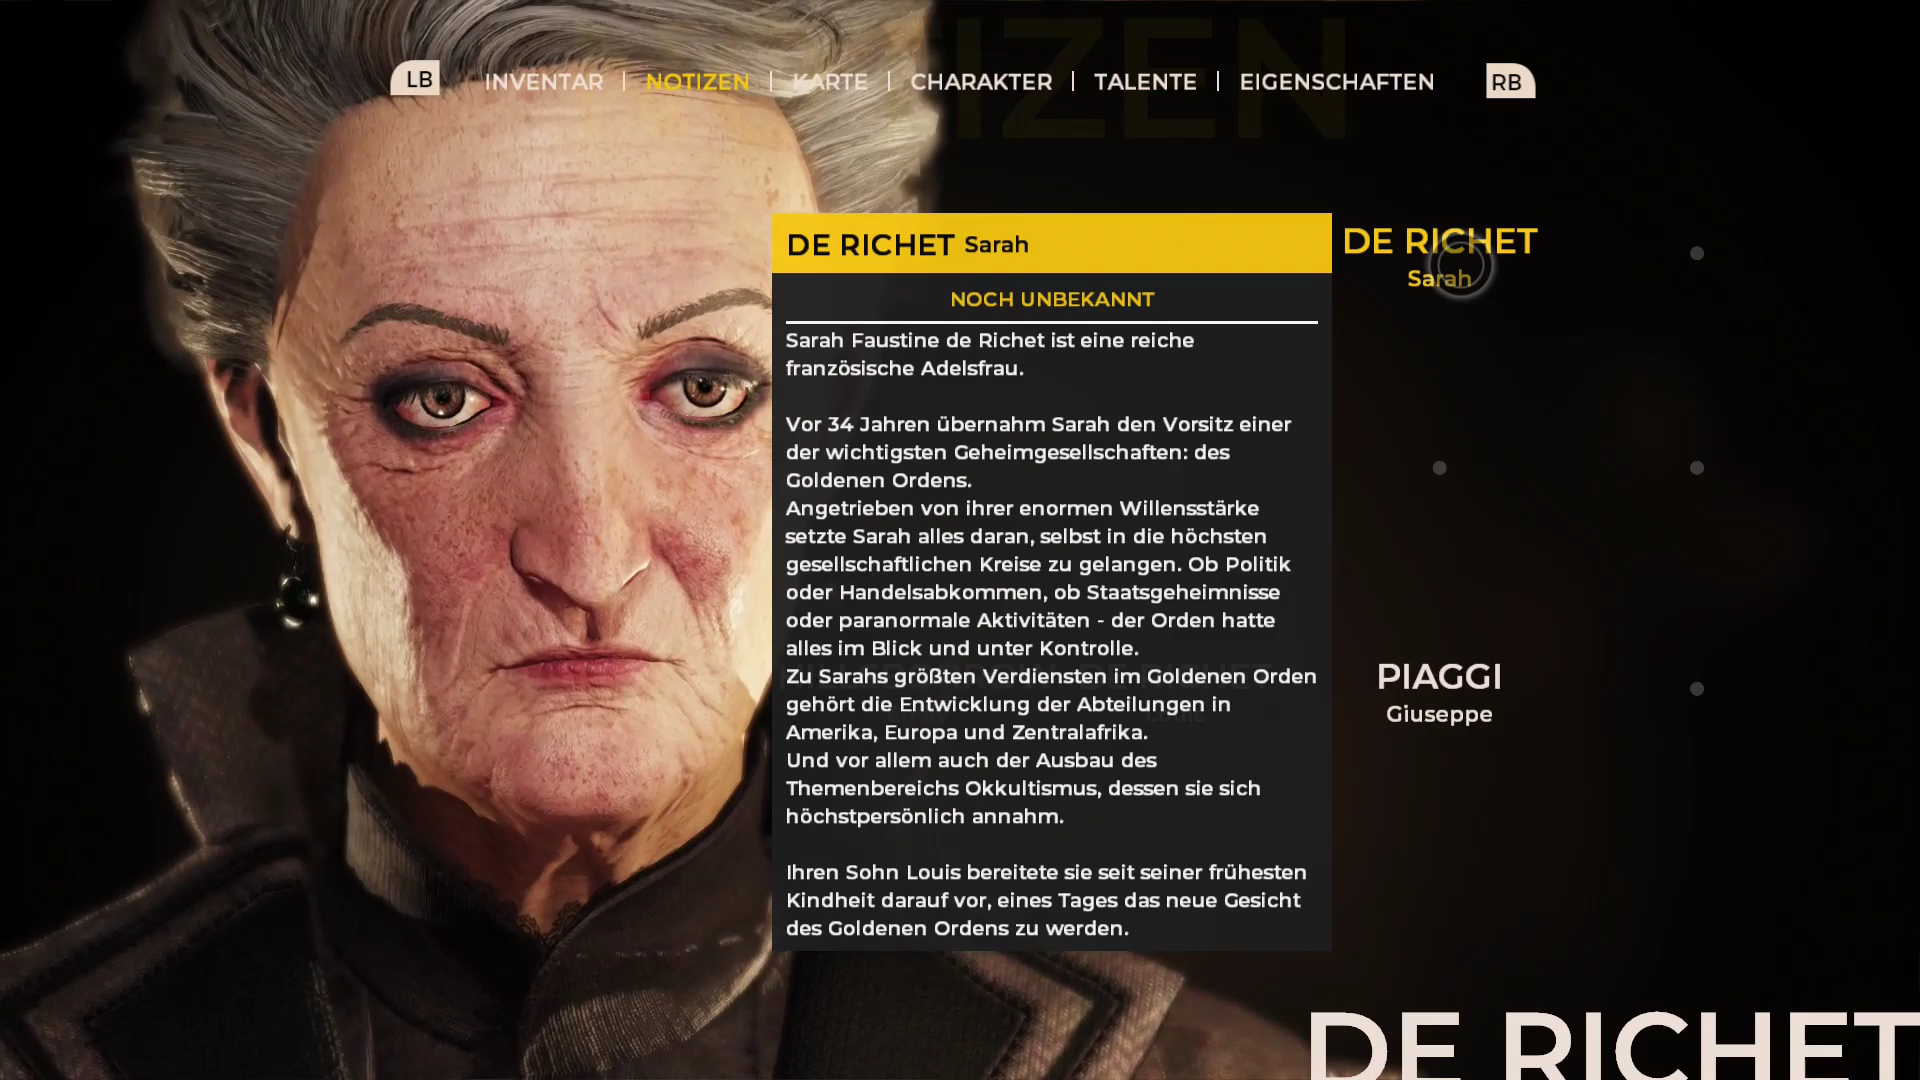 TIZEN
LB INVENTAR | NOTIZEN | KARTE | CHARAKTER | TALENTE | EIGENSCHAFTEN RB
DE RICHET Sarah
NOCH UNBEKANNT
Sarah Faustine de Richet ist eine reiche
französische Adelsfrau.
Vor 34 Jahren übernahm Sarah den Vorsitz einer
der wichtigsten Geheimgesellschaften: des
Goldenen Ordens.
Angetrieben von ihrer enormen Willensstärke
setzte Sarah alles daran, selbst in die höchsten
gesellschaftlichen Kreise zu gelangen. Ob Politik
oder Handelsabkommen, ob Staatsgeheimnisse
oder paranormale Aktivitäten - der Orden hatte
alles im Blick und unter Kontrolle.
Zu Sarahs größten Verdiensten im Goldenen Orden
gehört die Entwicklung der Abteilungen in
Amerika, Europa und Zentralafrika.
Und vor allem auch der Ausbau des
Themenbereichs Okkultismus, dessen sie sich
höchstpersönlich annahm.
Ihren Sohn Louis bereitete sie seit seiner frühesten
Kindheit darauf vor, eines Tages das neue Gesicht
des Goldenen Ordens zu werden.
DE RICHET
Sarah
DE RICHET
Louis
PIAGGI
Giuseppe
DE RICHET